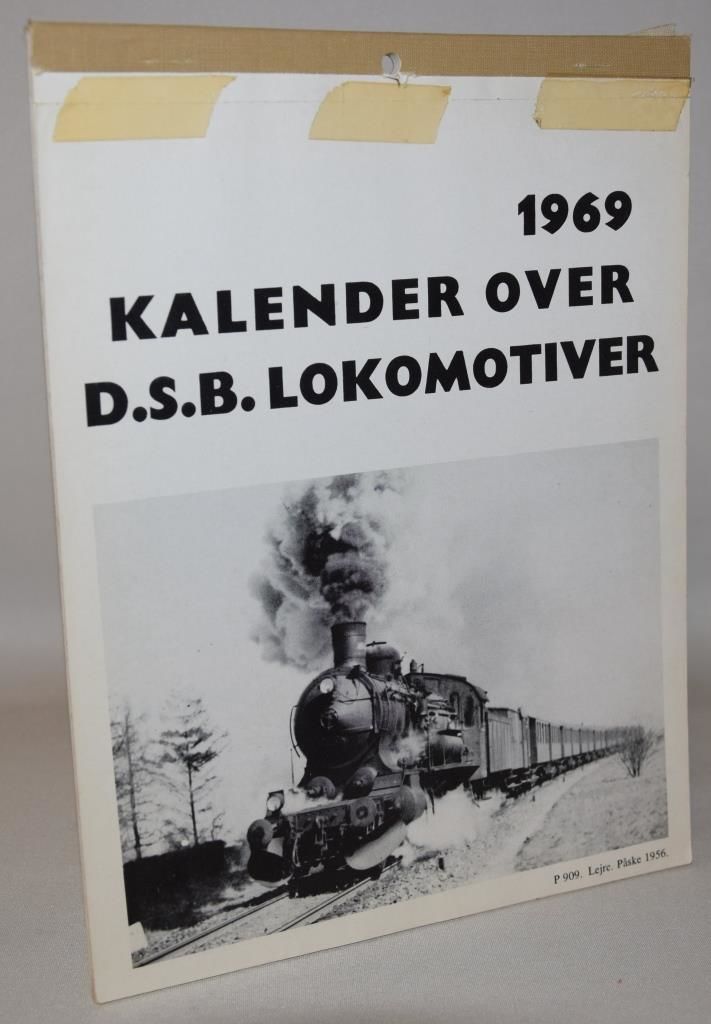 1969
KALENDER OVER
D.S.B. LOKOMOTIVER
P 909. Lejre. Påske 1956.